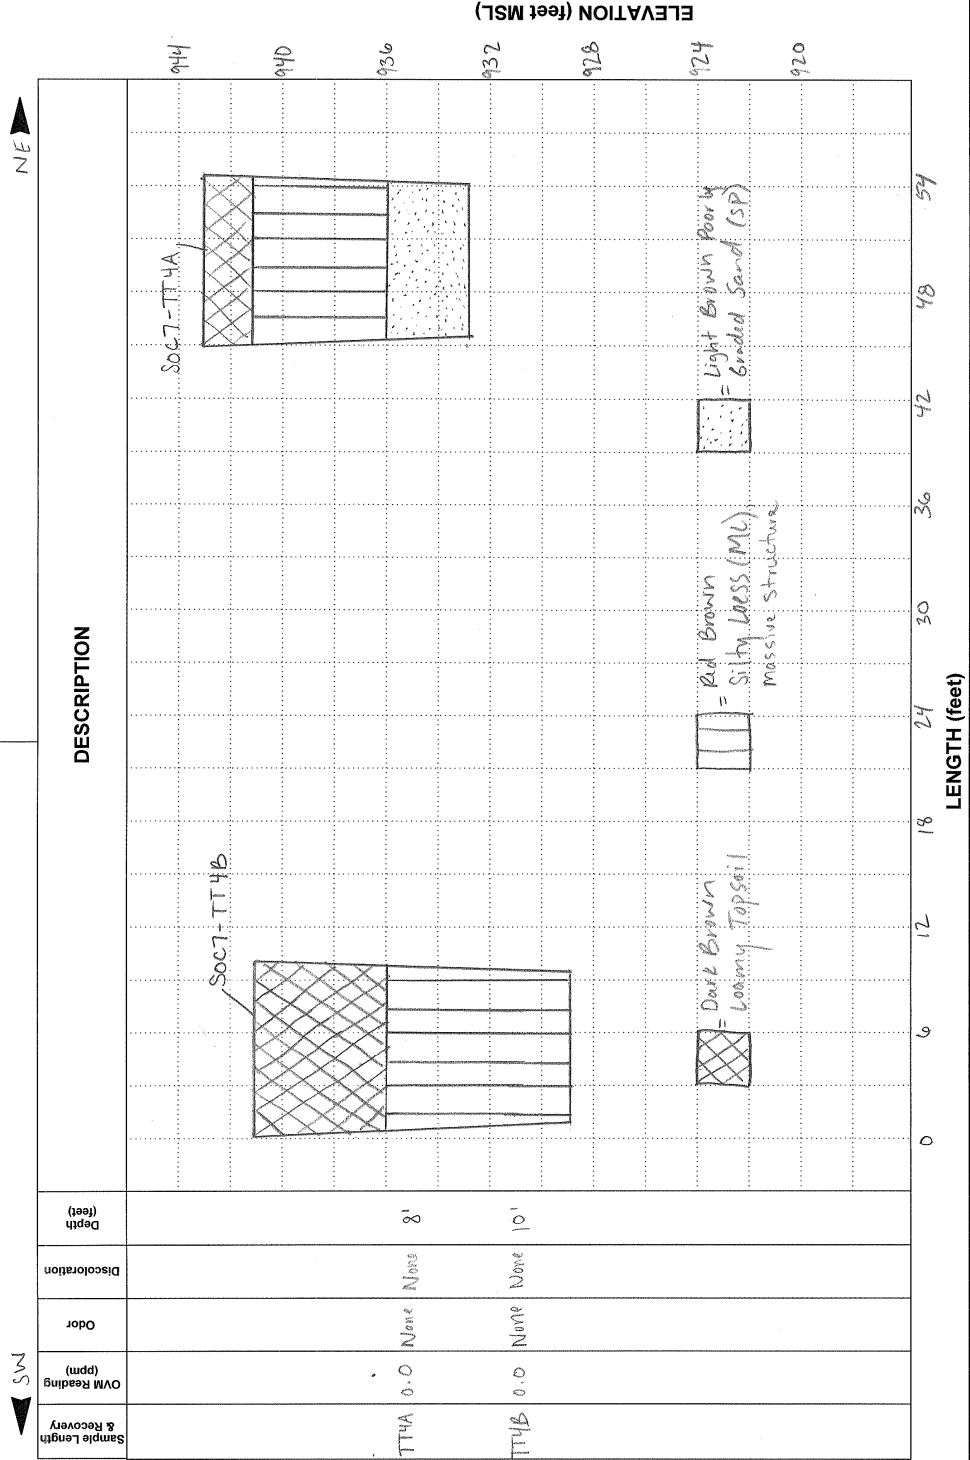 SW
NE
Sample Length
& Recovery
OVM Reading
(ppm)
Odor
Discoloration
Depth
(feet)
DESCRIPTION
TT4A 0.0 None None 8'
TT4B 0.0 None None 10'
SOC7-TT4B
SOC7-TT4A
= Dark Brown
Loamy Topsoil
= Red Brown
Silty Loess (ML),
Massive Structure
= Light Brown Poorly
Graded Sand (SP)
944
940
936
932
928
924
920
ELEVATION (feet MSL)
0 6 12 18 24 30 36 42 48 54
LENGTH (feet)